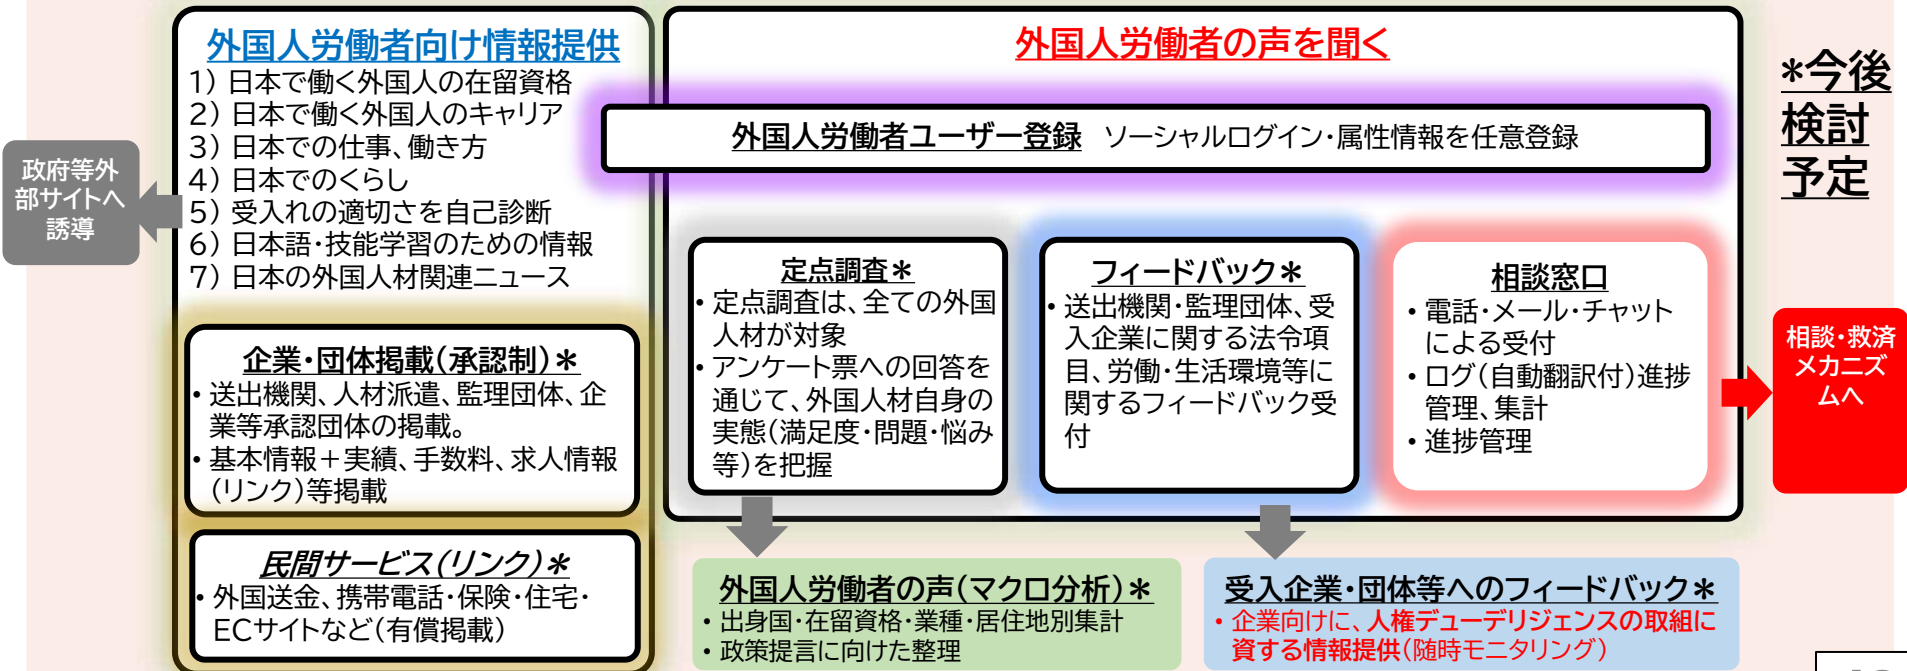 外国人労働者向け情報提供
1) 日本で働く外国人の在留資格
2) 日本で働く外国人のキャリア
3) 日本での仕事、働き方
4) 日本でのくらし
5) 受入れの適切さを自己診断
6) 日本語・技能学習のための情報
7) 日本の外国人材関連ニュース
政府等外
部サイトへ
誘導
企業・団体掲載(承認制)*
• 送出機関、人材派遣、監理団体、企
業等承認団体の掲載。
• 基本情報+実績、手数料、求人情報
(リンク)等掲載
民間サービス(リンク)*
• 外国送金、携帯電話・保険・住宅・
ECサイトなど(有償掲載)
外国人労働者の声を聞く
外国人労働者ユーザー登録 ソーシャルログイン・属性情報を任意登録
定点調査*
• 定点調査は、全ての外国
人材が対象
• アンケート票への回答を
通じて、外国人材自身の
実態(満足度・問題・悩み
等)を把握
フィードバック*
• 送出機関・監理団体、受
入企業に関する法令項
目、労働・生活環境等に
関するフィードバック受
付
相談窓口
• 電話・メール・チャット
による受付
• ログ(自動翻訳付)進捗
管理、集計
• 進捗管理
*今後
検討
予定
相談・救済
メカニズ
ムへ
外国人労働者の声(マクロ分析)*
• 出身国・在留資格・業種・居住地別集計
• 政策提言に向けた整理
受入企業・団体等へのフィードバック*
• 企業向けに、人権デューデリジェンスの取組に
資する情報提供(随時モニタリング)